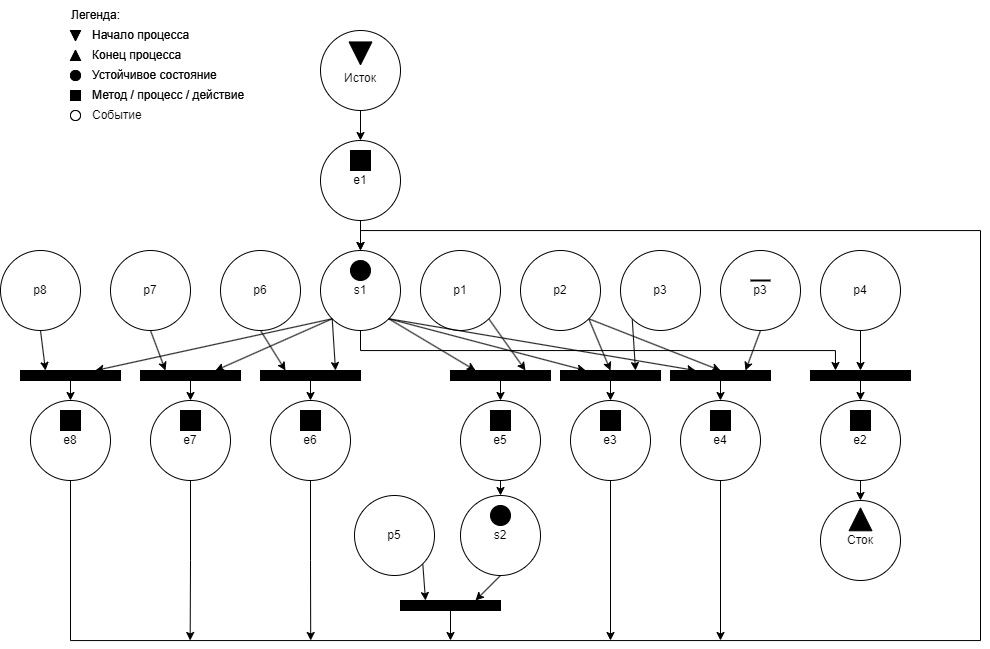 Легенда:
Начало процесса
Конец процесса
Устойчивое состояние
Метод / процесс / действие
Событие
Исток
e1
p8
p7
p6
s1
p1
p2
p3
p3
p4
e8
e7
e6
e5
e3
e4
e2
p5
s2
Сток